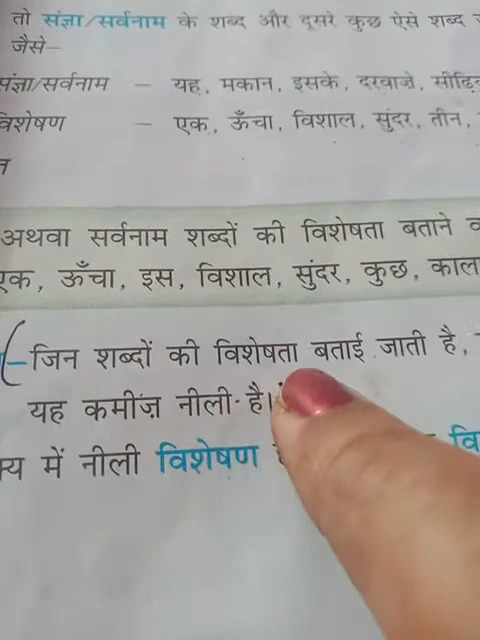 तो संज्ञा/सर्वनाम के शब्द और दूसरे कुछ ऐसे शब्द
जैसे—
संज्ञा/सर्वनाम – यह, मकान, इसके, दरवाज़े,
विशेषण – एक, ऊँचा, विशाल, सुंदर, तीन,
अथवा सर्वनाम शब्दों की विशेषता बताने
एक, ऊँचा, इस, विशाल, सुंदर, कुछ,
–जिन शब्दों की विशेषता बताई जाती है,
यह कमीज़ नीली है।
में नीली विशेषण